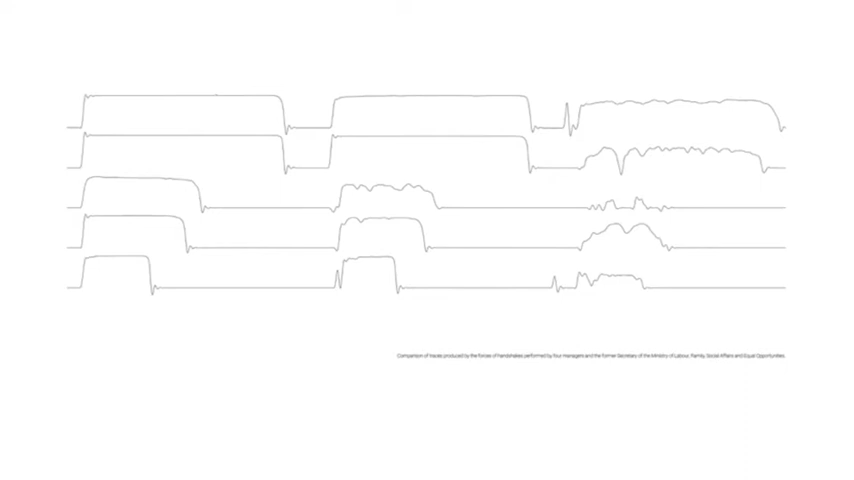 Comparison of traces produced by the forces of handshakes performed by four managers and the former Secretary of the Ministry of Labour, Family, Social Affairs and Equal Opportunities.